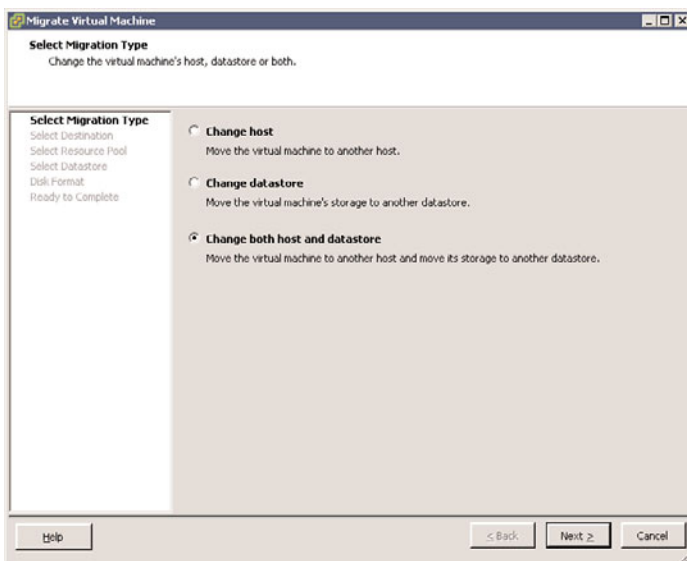 Migrate Virtual Machine
Select Migration Type
Change the virtual machine's host, datastore or both.
Select Migration Type
Select Destination
Select Resource Pool
Select Datastore
Disk Format
Ready to Complete
Change host
Move the virtual machine to another host.
Change datastore
Move the virtual machine's storage to another datastore.
Change both host and datastore
Move the virtual machine to another host and move its storage to another datastore.
Help
< Back
Next >
Cancel